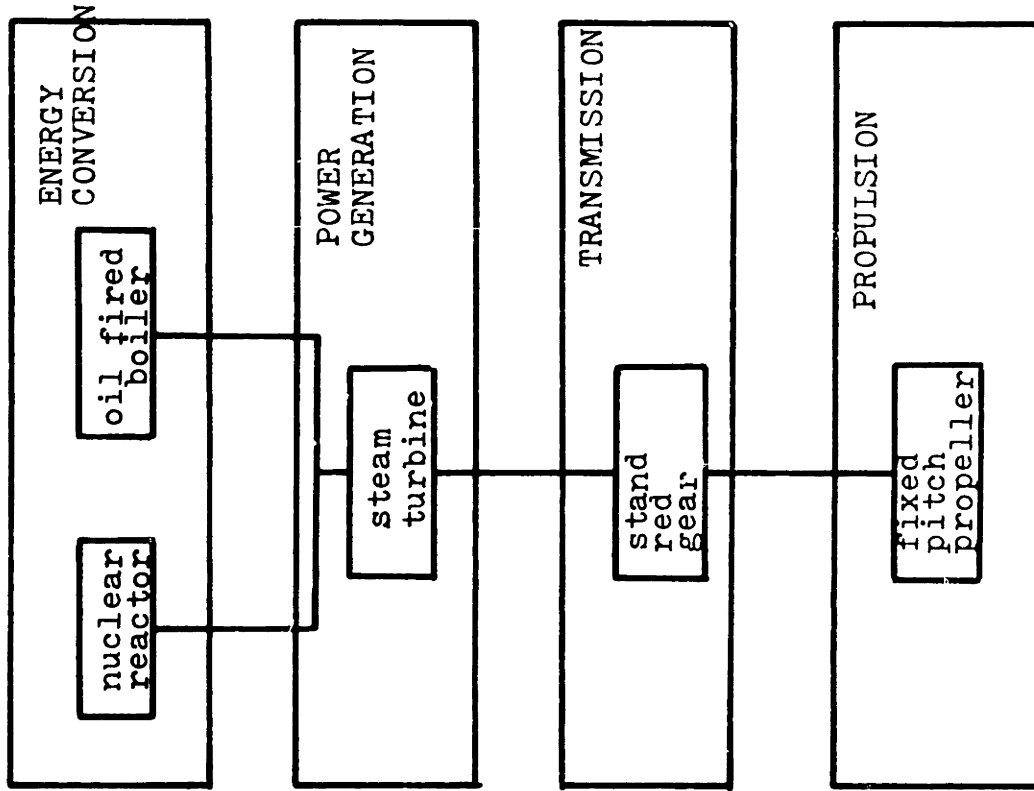 ENERGY
CONVERSION
oil fired
boiler
nuclear
reactor
POWER
GENERATION
steam
turbine
TRANSMISSION
stand
red
gear
PROPULSION
fixed
pitch
propeller